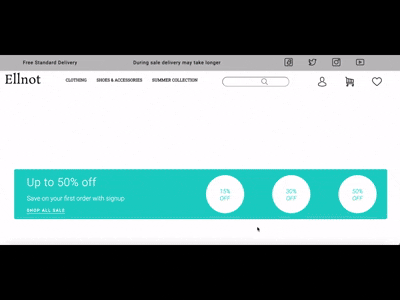 Free Standard Delivery
During sale delivery may take longer
Ellnot
CLOTHING
SHOES & ACCESSORIES
SUMMER COLLECTION
Up to 50% off
Save on your first order with signup
SHOP ALL SALE
15%
OFF
30%
OFF
50%
OFF